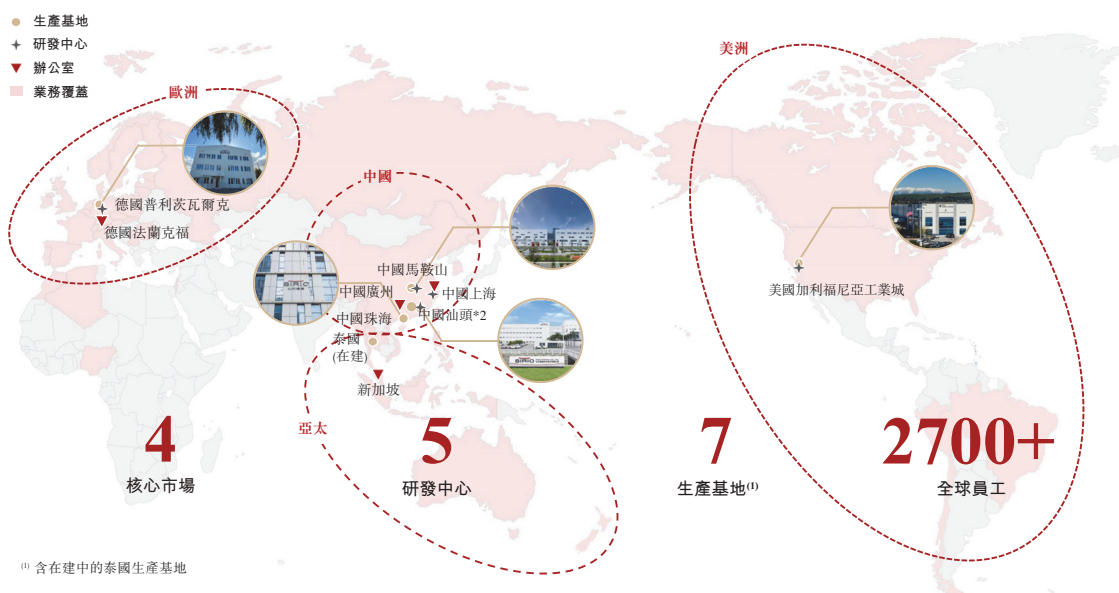 生產基地
研發中心
辦公室
業務覆蓋
歐洲
德國普利茨瓦爾克
德國法蘭克福
中國
中國馬鞍山
中國廣州
中國上海
中國珠海
中國汕頭*2
泰國
(在建)
新加坡
亞太
美洲
美國加利福尼亞工業城
SIRIO
SIRIO
4
核心市場
5
研發中心
7
生產基地(1)
2700+
全球員工
(1) 含在建中的泰國生產基地